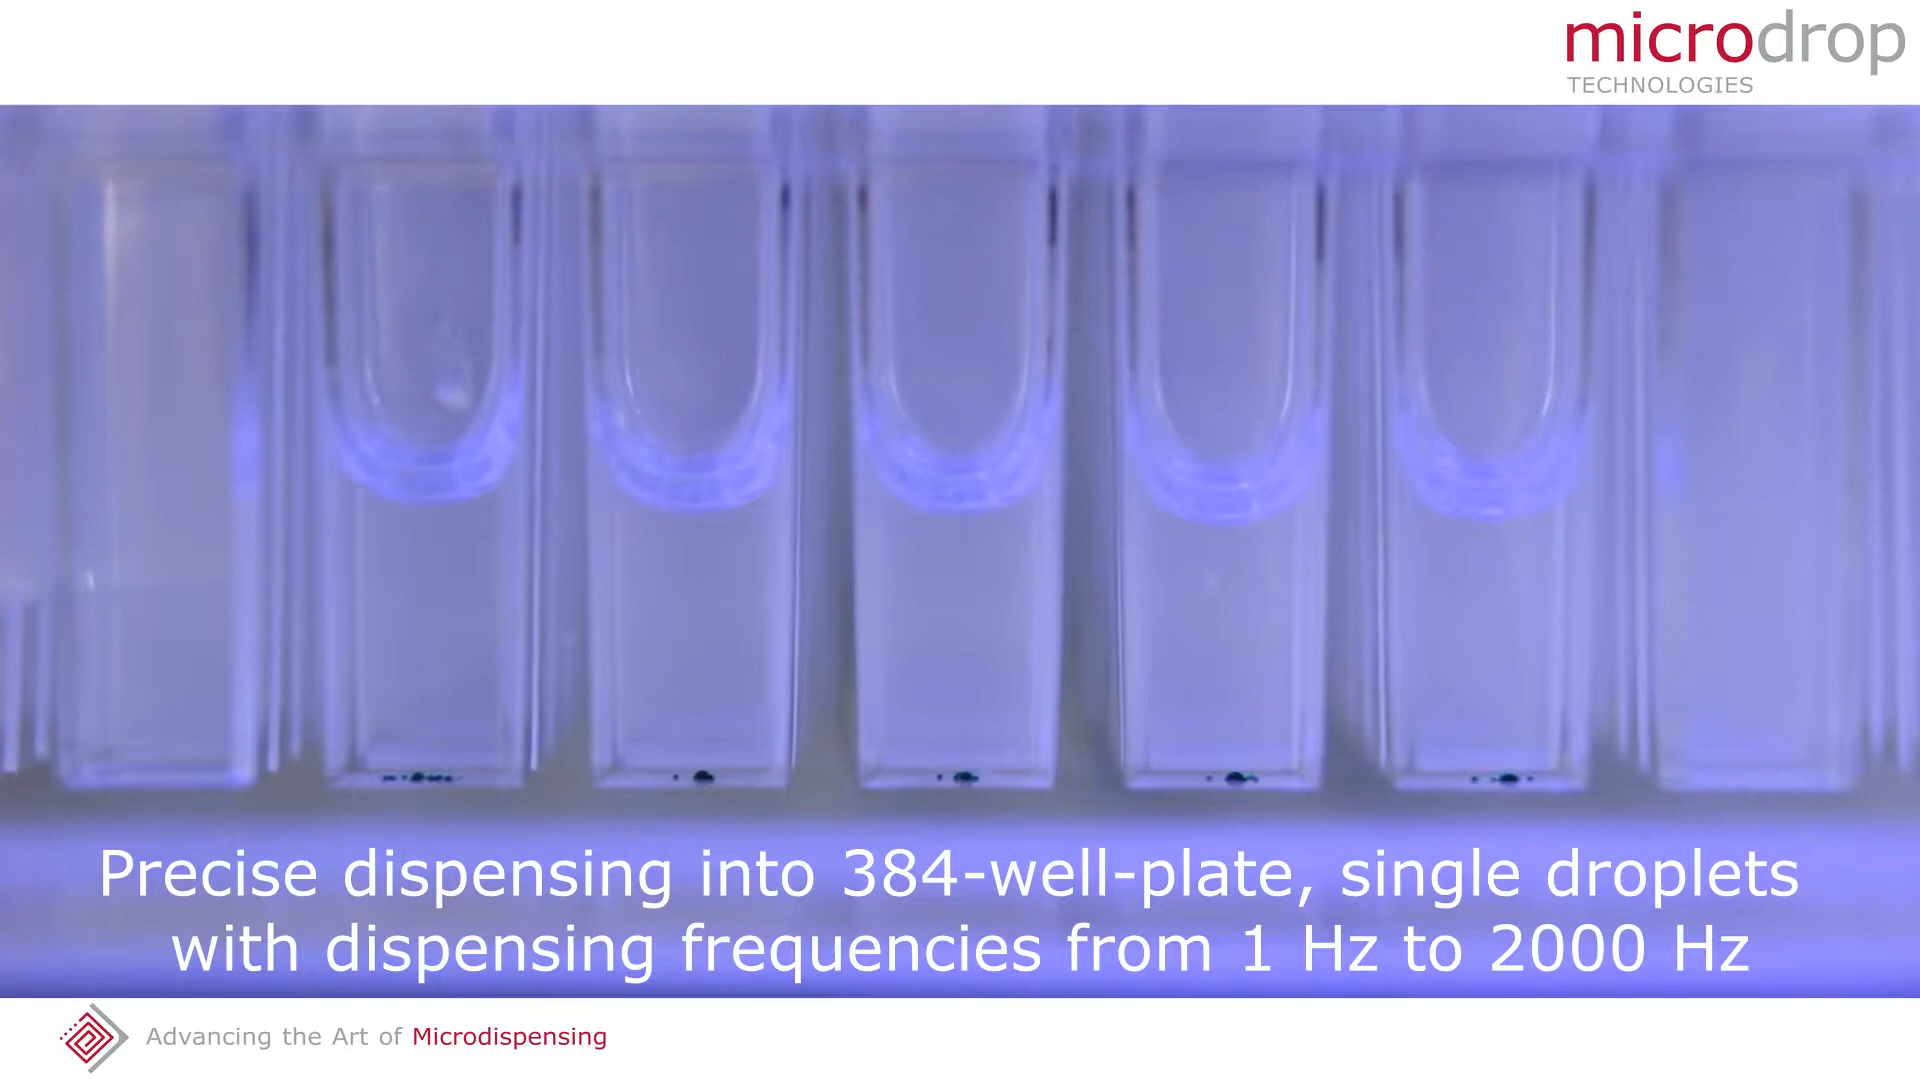 microdrop
TECHNOLOGIES
Precise dispensing into 384-well-plate, single droplets
with dispensing frequencies from 1 Hz to 2000 Hz
Advancing the Art of Microdispensing